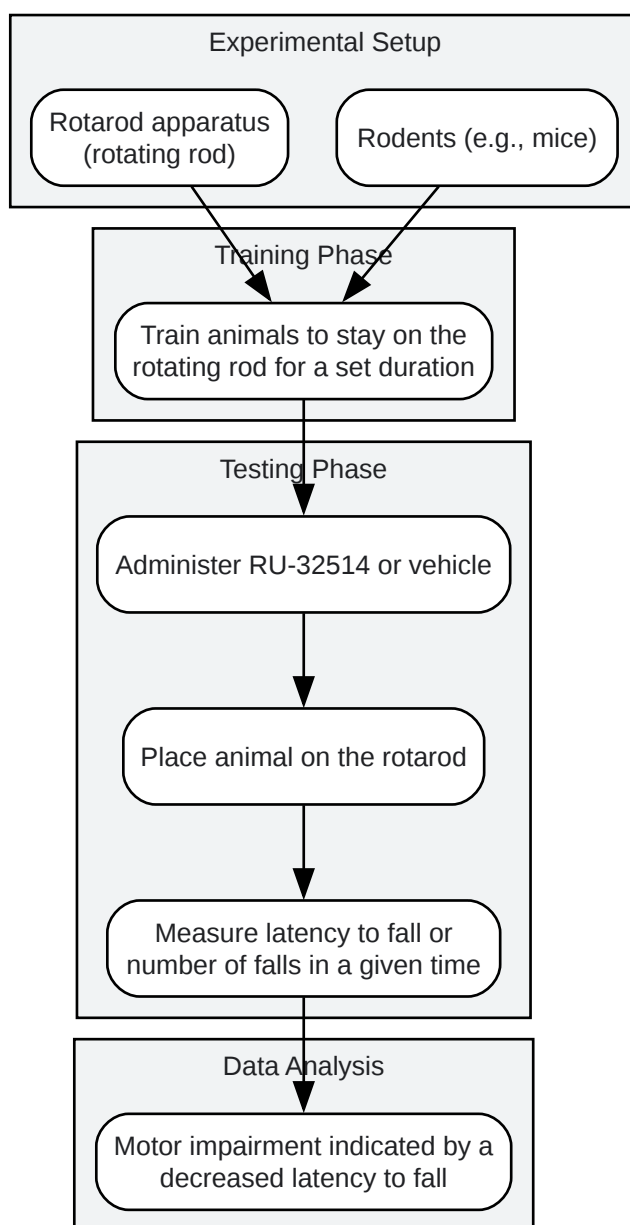 Experimental Setup
Rotarod apparatus
(rotating rod)
Rodents (e.g., mice)
Training Phase
Train animals to stay on the
rotating rod for a set duration
Testing Phase
Administer RU-32514 or vehicle
Place animal on the rotarod
Measure latency to fall or
number of falls in a given time
Data Analysis
Motor impairment indicated by a
decreased latency to fall